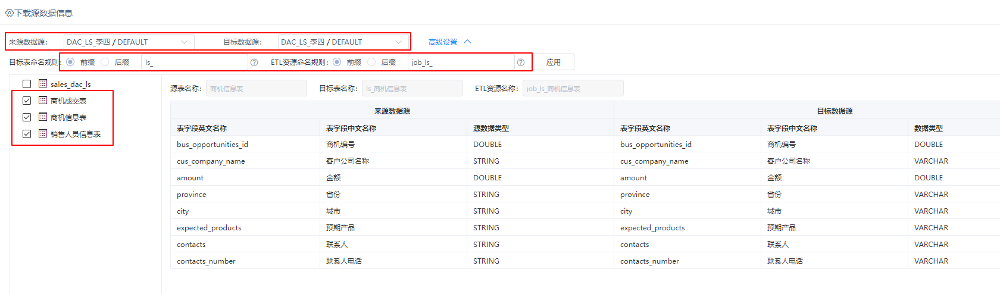 下载源数据信息
来源数据源： DAC_LS_李四 / DEFAULT 目标数据源： DAC_LS_李四 / DEFAULT 高级设置
目标表命名规则： 前缀 后缀 ls_ ? ETL资源命名规则： 前缀 后缀 job_ls_ ? 应用
sales_dac_ls
商机成交表
商机信息表
销售人员信息表
源表名称： 商机信息表 目标表名称： ls_商机信息表 ETL资源名称： job_ls_商机信息表
来源数据源 目标数据源
表字段英文名称 表字段中文名称 源数据类型 表字段英文名称 表字段中文名称 数据类型
bus_opportunities_id 商机编号 DOUBLE bus_opportunities_id 商机编号 DOUBLE
cus_company_name 客户公司名称 STRING cus_company_name 客户公司名称 VARCHAR
amount 金额 DOUBLE amount 金额 DOUBLE
province 省份 STRING province 省份 VARCHAR
city 城市 STRING city 城市 VARCHAR
expected_products 预期产品 STRING expected_products 预期产品 VARCHAR
contacts 联系人 STRING contacts 联系人 VARCHAR
contacts_number 联系人电话 STRING contacts_number 联系人电话 VARCHAR